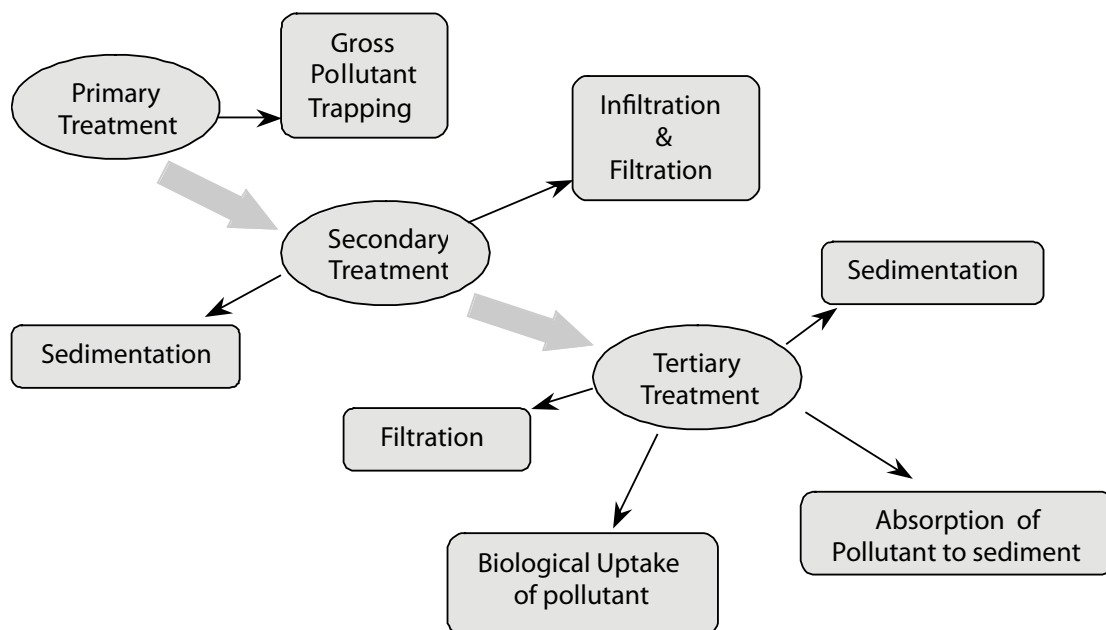 Primary
Treatment
Gross
Pollutant
Trapping
Infiltration
&
Filtration
Secondary
Treatment
Sedimentation
Sedimentation
Tertiary
Treatment
Filtration
Biological Uptake
of pollutant
Absorption of
Pollutant to sediment